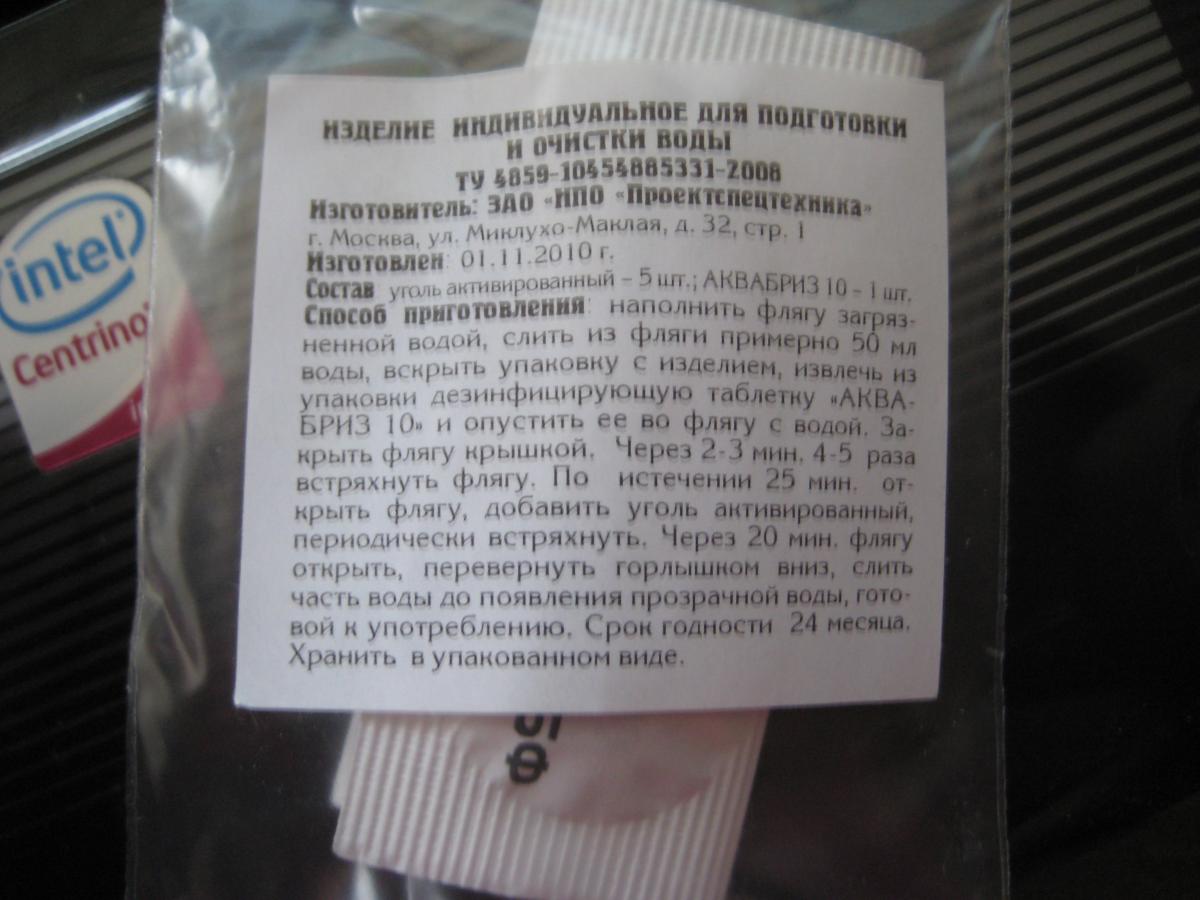 ИЗДЕЛИЕ ИНДИВИДУАЛЬНОЕ ДЛЯ ПОДГОТОВКИ
И ОЧИСТКИ ВОДЫ
ТУ 4859-10454885331-2008
Изготовитель: ЗАО «НПО «Проектспецтехника»
г. Москва, ул. Миклухо-Маклая, д. 32, стр. 1
Изготовлен: 01.11.2010 г.
Состав: уголь активированный – 5 шт.; АКВАБРИЗ 10 – 1 шт.
Способ приготовления: наполнить флягу загряз-
ненной водой, слить из фляги примерно 50 мл
воды, вскрыть упаковку с изделием, извлечь из
упаковки дезинфицирующую таблетку «АКВА-
БРИЗ 10» и опустить ее во флягу с водой. За-
крыть флягу крышкой. Через 2-3 мин. 4-5 раза
встряхнуть флягу. По истечении 25 мин. от-
крыть флягу, добавить уголь активированный,
периодически встряхнуть. Через 20 мин. флягу
открыть, перевернуть горлышком вниз, слить
часть воды до появления прозрачной воды, гото-
вой к употреблению. Срок годности 24 месяца.
Хранить в упакованном виде.
intel
Centrino